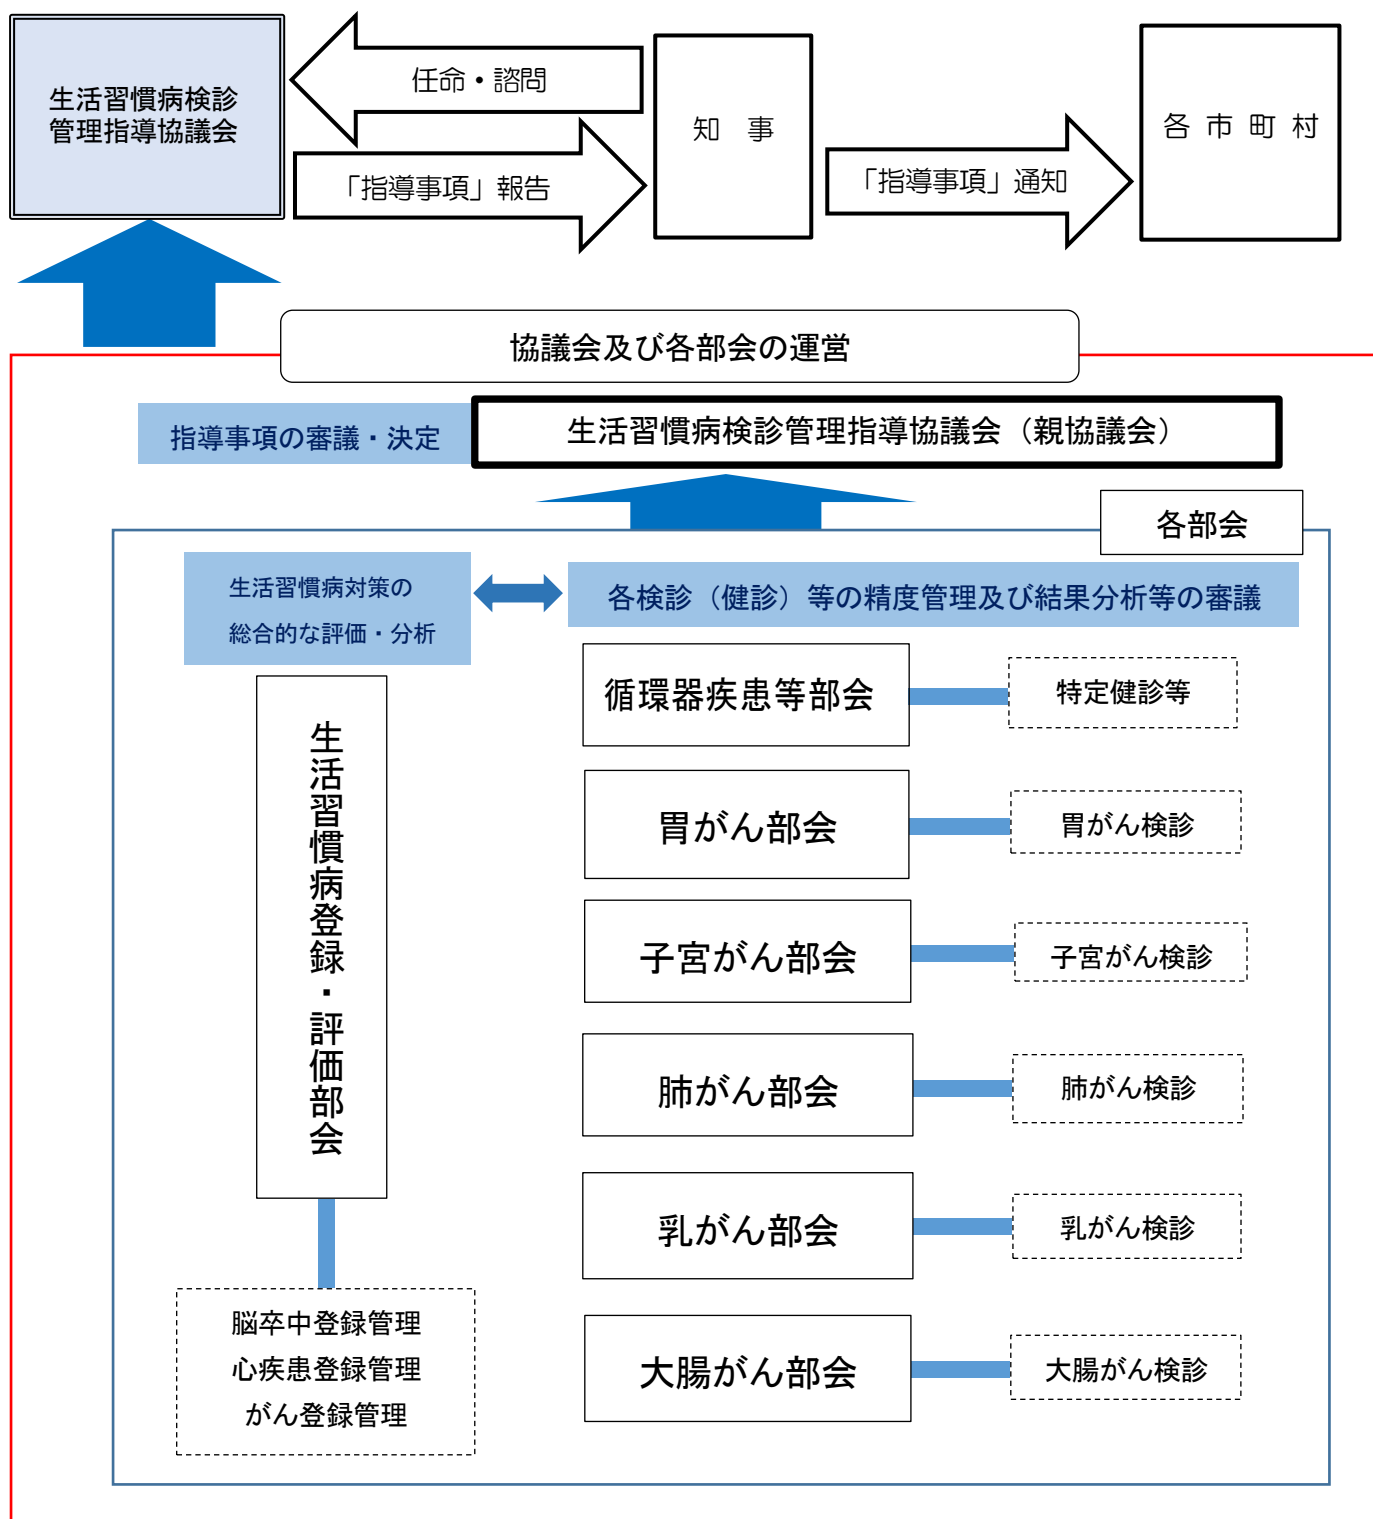 生活習慣病検診
管理指導協議会
任命・諮問
「指導事項」報告
知　事
「指導事項」通知
各 市 町 村
協議会及び各部会の運営
指導事項の審議・決定
生活習慣病検診管理指導協議会（親協議会）
各部会
生活習慣病対策の
総合的な評価・分析
各検診（健診）等の精度管理及び結果分析等の審議
生活習慣病登録・評価部会
脳卒中登録管理
心疾患登録管理
がん登録管理
循環器疾患等部会
特定健診等
胃がん部会
胃がん検診
子宮がん部会
子宮がん検診
肺がん部会
肺がん検診
乳がん部会
乳がん検診
大腸がん部会
大腸がん検診